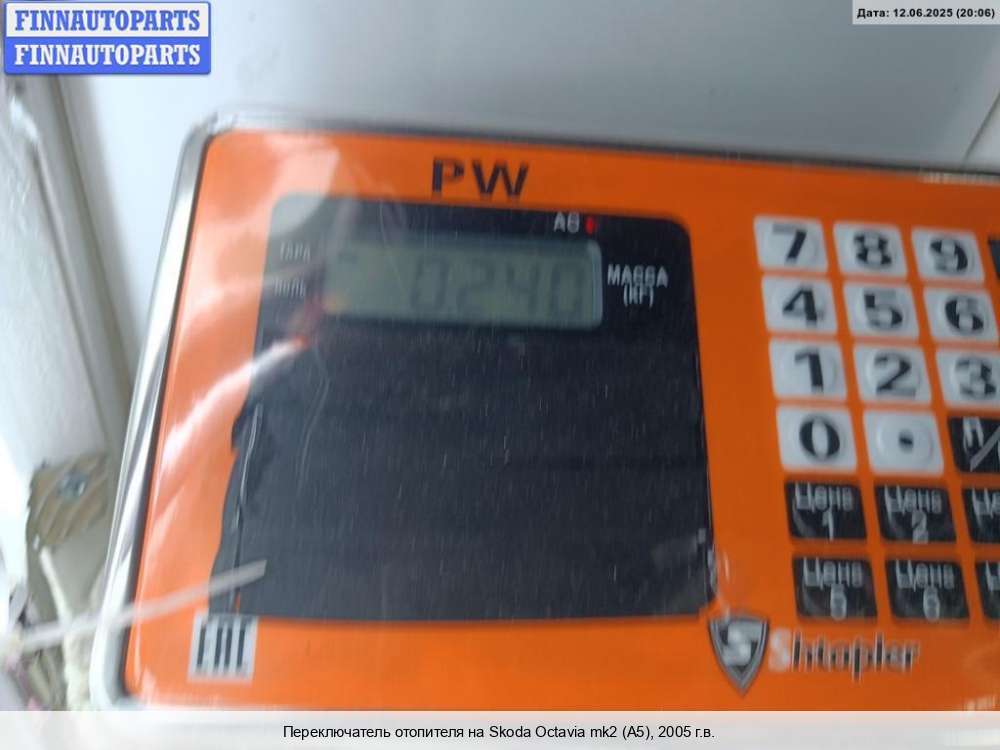 FINNAUTOPARTS
FINNAUTOPARTS
Дата: 12.06.2025 (20:06)
PW
ТАРА
НОЛЬ
0.240
МАССА
(КГ)
7 8 9
4 5 6
1 2 3
0 .
Цена Цена
1 2
Цена Цена
5 6
EAC
Shtapler
Переключатель отопителя на Skoda Octavia mk2 (A5), 2005 г.в.